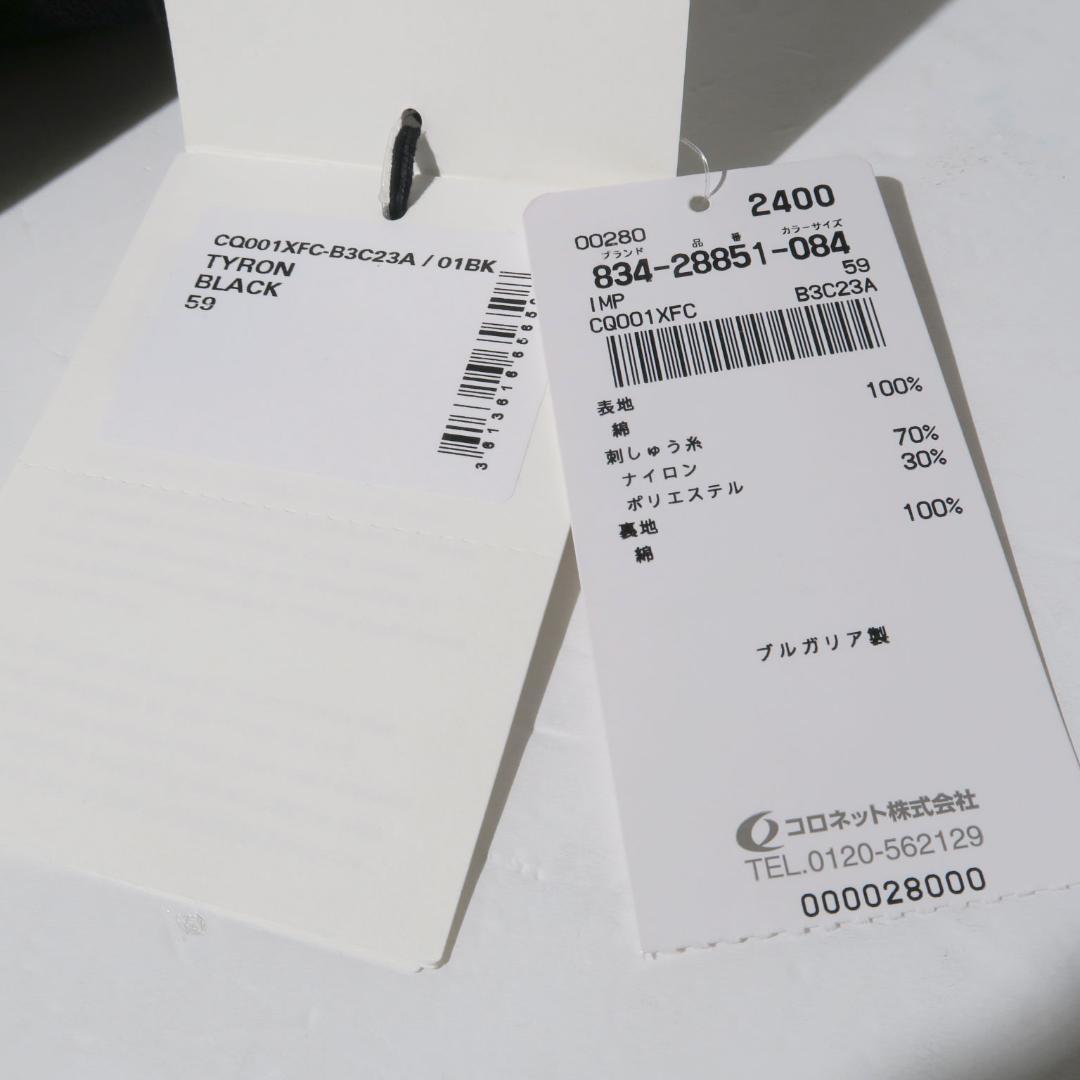 CQ001XFC-B3C23A / 01BK
TYRON
BLACK
59
2400
00280
ブランド 品 番 カラーサイズ
834-28851-084
59
IMP
CQ001XFC B3C23A
表地 100%
綿
刺しゅう糸
ナイロン 70%
ポリエステル 30%
裏地
綿 100%
ブルガリア製
コロネット株式会社
TEL.0120-562129
000028000